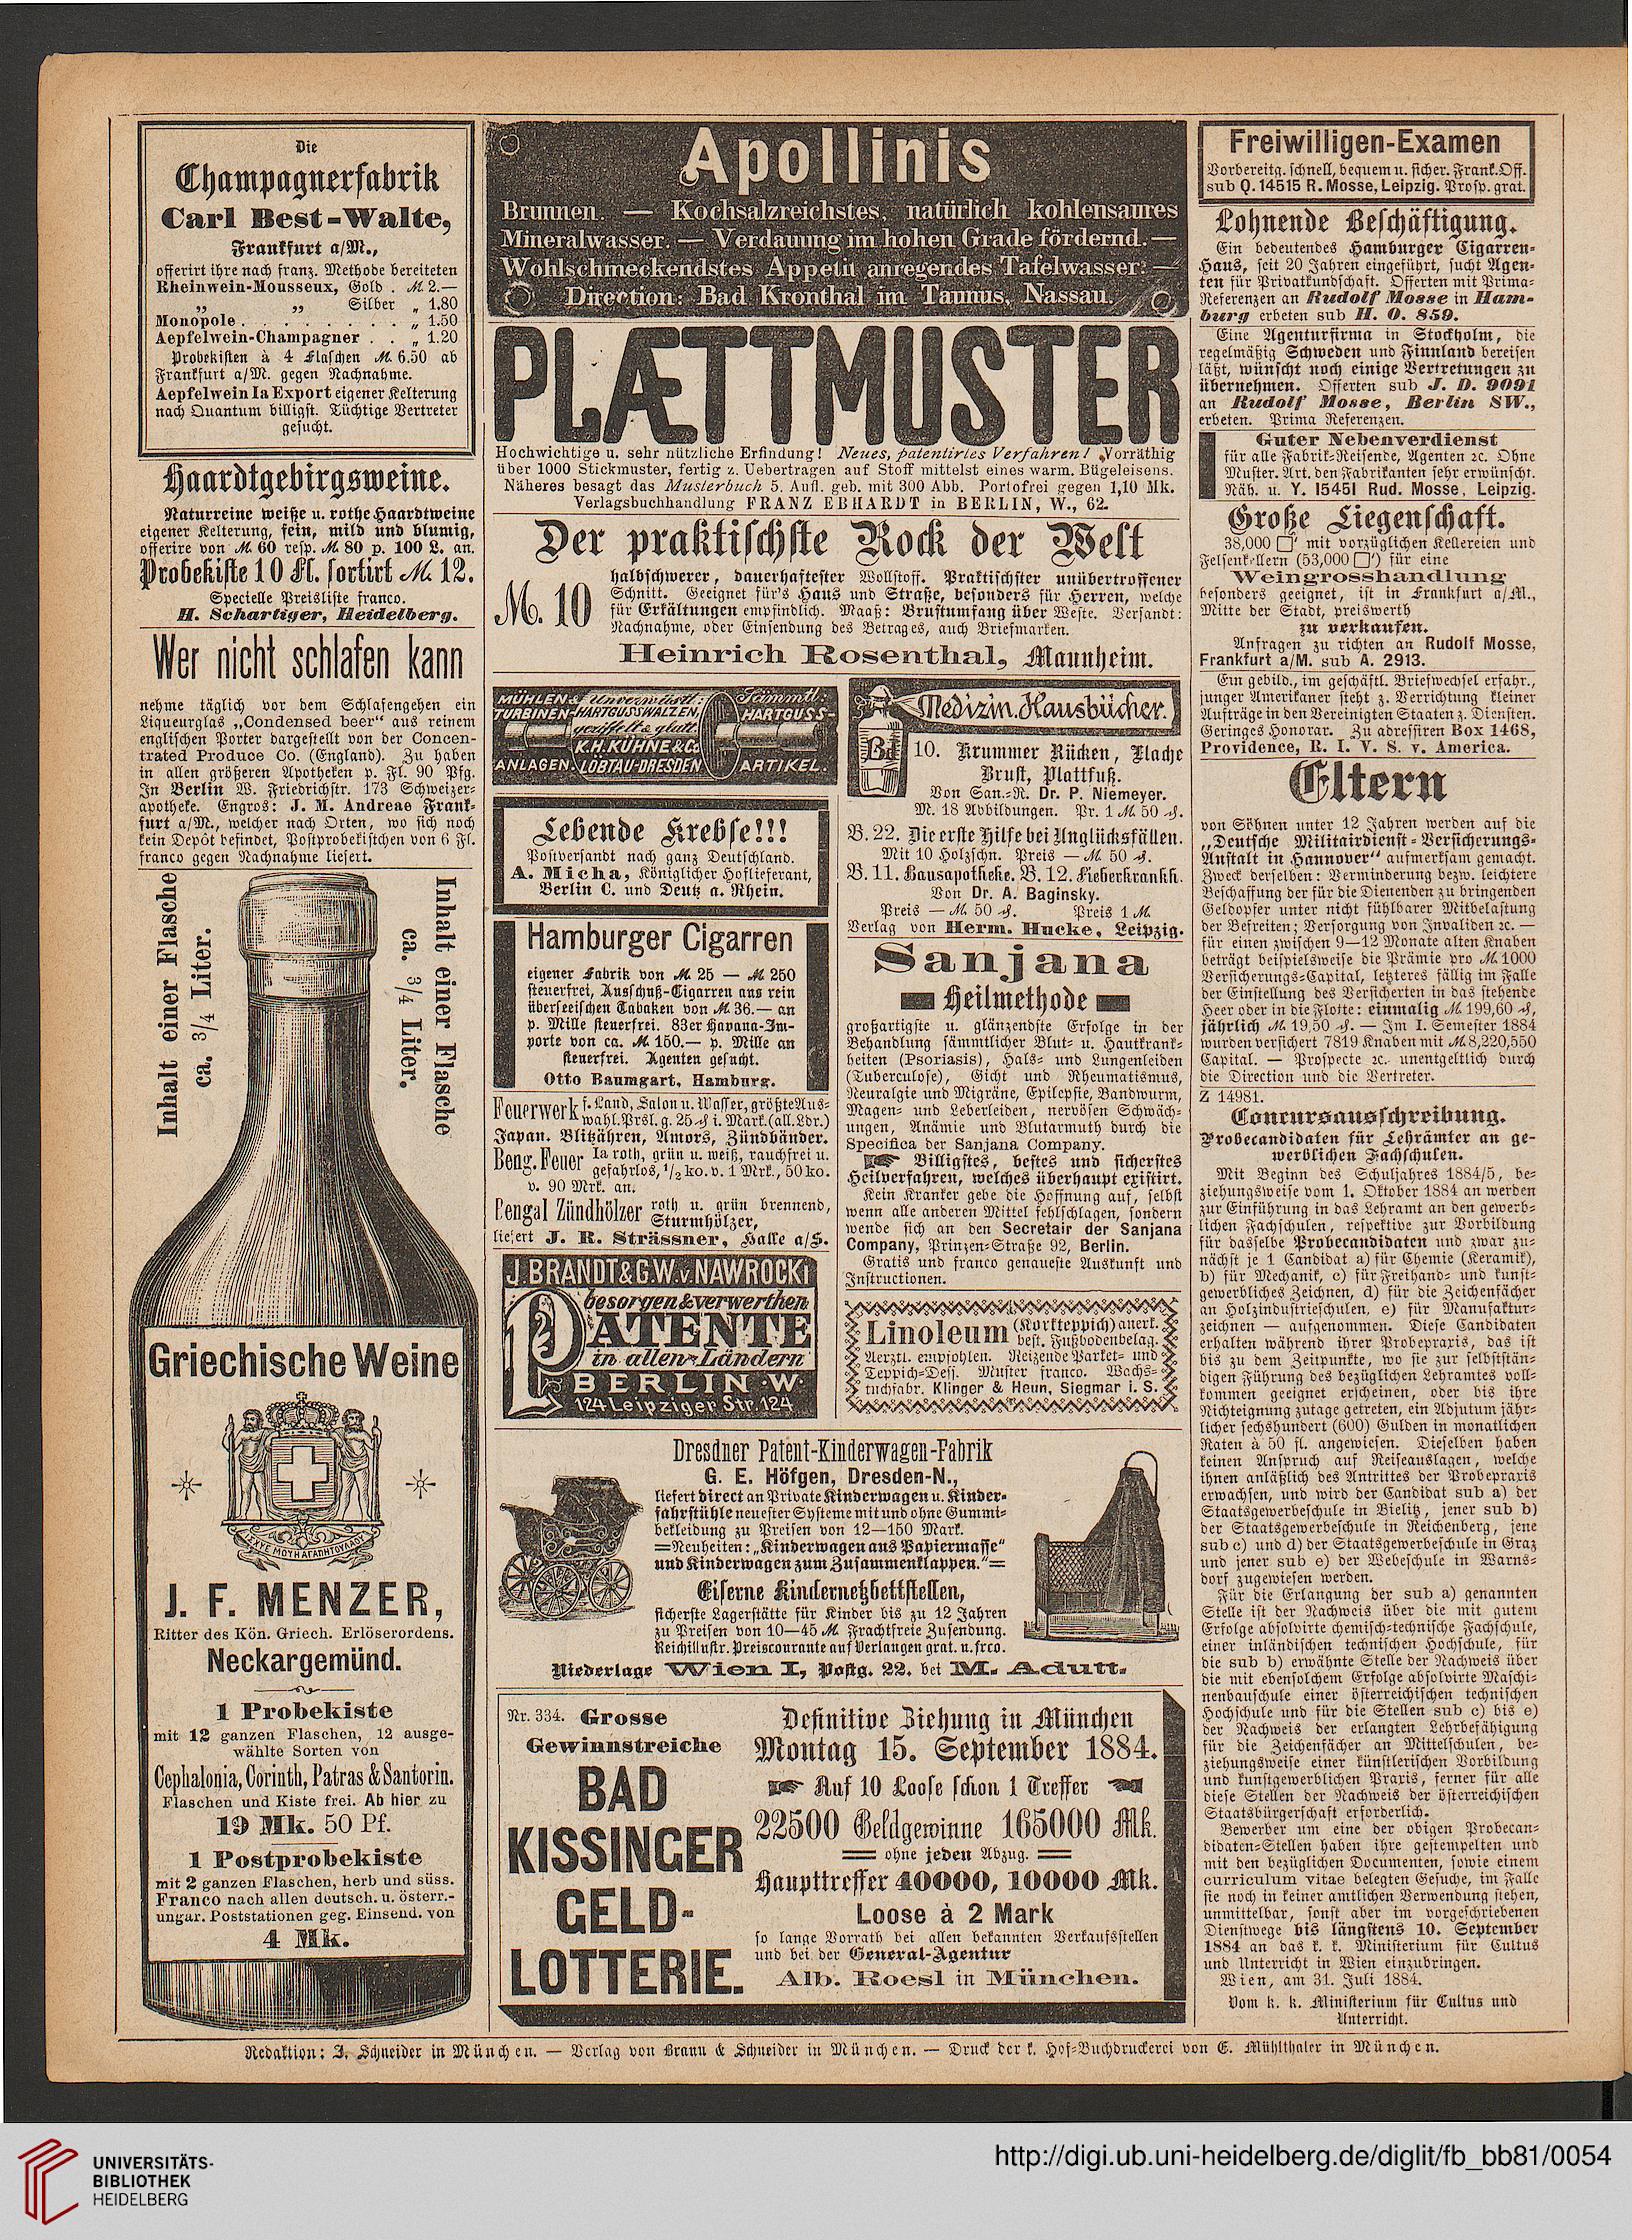 Die
Champagnerfabrik
Carl Best-Walte,
Frankfurt a/M.,
offerirt ihre nach franz. Methode bereiteten
Rheinwein-Mousseux, Gold . M. 2.—
„ „ Silber „ 1.80
Monopole . . . . . . . . . „ 1.50
Aepfelwein-Champagner . . „ 1.20
Probekisten à 4 Flaschen M. 6.50 ab
Frankfurt a/M. gegen Nachnahme.
Aepfelwein Ia Export eigener Kelterung
nach Quantum billigst. Tüchtige Vertreter
gesucht.
Haardtgebirgsweine.
Naturreine weiße u. rothe Haardtweine
eigener Kelterung, fein, mild und blumig,
offerire von M. 60 resp. M. 80 p. 100 L. an.
Probekiste 10 Fl. sortirt M. 12.
Specielle Preisliste franco.
H. Schartiger, Heidelberg.
Wer nicht schlafen kann
nehme täglich vor dem Schlafengehen ein
Liqueurglas „Condensed beer“ aus reinem
englischen Porter dargestellt von der Concen-
trated Produce Co. (England). Zu haben
in allen größeren Apotheken p. Fl. 90 Pfg.
In Berlin W. Friedrichstr. 173 Schweizer-
apotheke. Engros: J. M. Andreae Frank-
furt a/M., welcher nach Orten, wo sich noch
kein Depôt befindet, Postprobekistchen von 6 Fl.
franco gegen Nachnahme liefert.
Inhalt einer Flasche
ca. 3/4 Liter.
Inhalt einer Flasche
ca. 3/4 Liter.
Griechische Weine
J. F. MENZER,
Ritter des Kön. Griech. Erlöserordens.
Neckargemünd.
1 Probekiste
mit 12 ganzen Flaschen, 12 ausge-
wählte Sorten von
Cephalonia, Corinth, Patras & Santorin.
Flaschen und Kiste frei. Ab hier zu
19 Mk. 50 Pf.
1 Postprobekiste
mit 2 ganzen Flaschen, herb und süss.
Franco nach allen deutsch. u. österr.-
ungar. Poststationen geg. Einsend. von
4 Mk.
Apollinis
Brunnen. — Kochsalzreichstes, natürlich kohlensaures
Mineralwasser. — Verdauung im hohen Grade fördernd. —
Wohlschmeckendstes Appetit anregendes Tafelwasser. —
Direction: Bad Kronthal im Taunus, Nassau.
PLÆTTMUSTER
Hochwichtige u. sehr nützliche Erfindung! Neues, patentirtes Verfahren! Vorräthig
über 1000 Stickmuster, fertig z. Uebertragen auf Stoff mittelst eines warm. Bügeleisens.
Näheres besagt das Musterbuch 5. Aufl. geb. mit 300 Abb. Portofrei gegen 1,10 Mk.
Verlagsbuchhandlung FRANZ EBHARDT in BERLIN, W., 62.
Der praktischste Rock der Welt
M. 10
halbschwerer, dauerhaftester Wollstoff. Praktischster unübertroffener
Schnitt. Geeignet für's Haus und Straße, besonders für Herren, welche
für Erkältungen empfindlich. Maaß: Brustumfang über Weste. Versandt:
Nachnahme, oder Einsendung des Betrages, auch Briefmarken.
Heinrich Rosenthal, Mannheim.
MÜHLEN- &
TURBINEN-
ANLAGEN.
Unverwüstl:
HARTGUSSWALZEN,
geriffelt & glatt.
K.H.KÜHNE & C.
LÖBTAU-DRESDEN
Sämmtl:
HARTGUSS-
ARTIKEL.
Lebende Krebse!!!
Postversandt nach ganz Deutschland.
A. Micha, Königlicher Hoflieferant,
Berlin C. und Deutz a. Rhein.
Hamburger Cigarren
eigener Fabrik von M. 25 — M. 250
steuerfrei, Ausschuß-Cigarren aus rein
überseeischen Tabaken von M. 36.— an
p. Mille steuerfrei. 83er Havana-Im-
porte von ca. M. 150.— p. Mille an
steuerfrei. Agenten gesucht.
Otto Baumgart, Hamburg.
Feuerwerk f. Land, Salon u. Wasser, größte Aus-
wahl. Prsl. g. 25 ₰ i. Mark. (all. Ldr.)
Japan. Blitzähren, Amors, Zündbänder.
Beng. Feuer Ia roth, grün u. weiß, rauchfrei u.
gefahrlos, 1/2 ko. v. 1 Mrk., 50 ko.
v. 90 Mrk. an.
Bengal Zündhölzer roth u. grün brennend,
Sturmhölzer,
liefert J. R. Strässner, Halle a/S.
J. BRANDT & G.W.v.NAWROCKI
besorgen & verwerthen
PATENTE
in allen Ländern
BERLIN · W ·
124 Leipziger Str. 124
Medizin. Hausbücher.
Bd
10. Krummer Rücken, Flache
Brust, Plattfuß.
Von San.-R. Dr. P. Niemeyer.
M. 18 Abbildungen. Pr. 1 M. 50 ₰.
B. 22. Die erste Hilfe bei Unglücksfällen.
Mit 10 Holzschn. Preis — M. 50 ₰.
B. 11. Hausapotheke. B. 12. Fieberkrankh.
Von Dr. A. Baginsky.
Preis — M. 50 ₰. Preis 1 M.
Verlag von Herm. Hucke, Leipzig.
Sanjana
Heilmethode
großartigste u. glänzendste Erfolge in der
Behandlung sämmtlicher Blut- u. Hautkrank-
heiten (Psoriasis), Hals- und Lungenleiden
(Tuberculose), Gicht und Rheumatismus,
Neuralgie und Migräne, Epilepsie, Bandwurm,
Magen- und Leberleiden, nervösen Schwäch-
ungen, Anämie und Blutarmuth durch die
Specifica der Sanjana Company.
☞ Billigstes, bestes und sicherstes
Heilverfahren, welches überhaupt existirt.
Kein Kranker gebe die Hoffnung auf, selbst
wenn alle anderen Mittel fehlschlagen, sondern
wende sich an den Secretair der Sanjana
Company, Prinzen-Straße 92, Berlin.
Gratis und franco genaueste Auskunft und
Instructionen.
Linoleum (Korkteppich) anerk.
best. Fußbodenbelag.
Aerztl. empfohlen. Reizende Parket- und
Teppich-Dess. Muster franco. Wachs-
tuchfabr. Klinger & Heun, Siegmar i. S.
Dresdner Patent-Kinderwagen-Fabrik
G. E. Höfgen, Dresden-N.,
liefert direct an Private Kinderwagen u. Kinder-
fahrstühle neuester Systeme mit und ohne Gummi-
bekleidung zu Preisen von 12—150 Mark.
=Neuheiten: „Kinderwagen aus Papiermasse“
und Kinderwagen zum Zusammenklappen.“=
Eiserne Kindernetzbettstellen,
sicherste Lagerstätte für Kinder bis zu 12 Jahren
zu Preisen von 10—45 M. Frachtfreie Zusendung.
Reich illustr. Preiscourante auf Verlangen grat. u. frco.
Niederlage Wien I, Postg. 22. bei M. Adutt.
Nr. 334. Grosse
Gewinnstreiche
BAD
KISSINGER
GELD-
LOTTERIE.
Definitive Ziehung in München
Montag 15. September 1884.
☞ Auf 10 Loose schon 1 Treffer ☜
22500 Geldgewinne 165000 Mk.
ohne jeden Abzug.
Haupttreffer 40000, 10000 Mk.
Loose à 2 Mark
so lange Vorrath bei allen bekannten Verkaufsstellen
und bei der General-Agentur
Alb. Roesl in München.
Freiwilligen-Examen
Vorbereitg. schnell, bequem u. sicher. Frank. Off.
sub Q. 14515 R. Mosse, Leipzig. Prosp. grat.
Lohnende Beschäftigung.
Ein bedeutendes Hamburger Cigarren-
Haus, seit 20 Jahren eingeführt, sucht Agen-
ten für Privatkundschaft. Offerten mit Prima-
Referenzen an Rudolf Mosse in Ham-
burg erbeten sub H. O. 859.
Eine Agenturfirma in Stockholm, die
regelmäßig Schweden und Finnland bereisen
läßt, wünscht noch einige Vertretungen zu
übernehmen. Offerten sub J. D. 9091
an Rudolf Mosse, Berlin SW.,
erbeten. Prima Referenzen.
Guter Nebenverdienst
für alle Fabrik-Reisende, Agenten ꝛc. Ohne
Muster. Art. den Fabrikanten sehr erwünscht.
Näh. u. Y. 15451 Rud. Mosse, Leipzig.
Große Liegenschaft.
38,000 □' mit vorzüglichen Kellereien und
Felsenkellern (53,000 □') für eine
Weingrosshandlung
besonders geeignet, ist in Frankfurt a/M.,
Mitte der Stadt, preiswerth
zu verkaufen.
Anfragen zu richten an Rudolf Mosse,
Frankfurt a/M. sub A. 2913.
Ein gebild., im geschäftl. Briefwechsel erfahr.,
junger Amerikaner steht z. Verrichtung kleiner
Aufträge in den Vereinigten Staaten z. Diensten.
Geringes Honorar. Zu adressiren Box 1468,
Providence, R. I. V. S. v. America.
Eltern
von Söhnen unter 12 Jahren werden auf die
„Deutsche Militairdienst-Versicherungs-
Anstalt in Hannover“ aufmerksam gemacht.
Zweck derselben: Verminderung bezw. leichtere
Beschaffung der für die Dienenden zu bringenden
Geldopfer unter nicht fühlbarer Mitbelastung
der Befreiten; Versorgung von Invaliden ꝛc. —
für einen zwischen 9—12 Monate alten Knaben
beträgt beispielsweise die Prämie pro M. 1000
Versicherungs-Capital, letzteres fällig im Falle
der Einstellung des Versicherten in das stehende
Heer oder in die Flotte: einmalig M. 199,60 ₰,
jährlich M. 19,50 ₰. — Im I. Semester 1884
wurden versichert 7819 Knaben mit M. 8,220,550
Capital. — Prospecte ꝛc. unentgeltlich durch
die Direction und die Vertreter.
Z 14981.
Concursausschreibung.
Probecandidaten für Lehrämter an ge-
werblichen Fachschulen.
Mit Beginn des Schuljahres 1884/5, be-
ziehungsweise vom 1. Oktober 1884 an werden
zur Einführung in das Lehramt an den gewerb-
lichen Fachschulen, respektive zur Vorbildung
für dasselbe Probecandidaten und zwar zu-
nächst je 1 Candidat a) für Chemie (Keramik),
b) für Mechanik, c) für Freihand- und kunst-
gewerbliches Zeichnen, d) für die Zeichenfächer
an Holzindustrieschulen, e) für Manufaktur-
zeichnen — aufgenommen. Diese Candidaten
erhalten während ihrer Probepraxis, das ist
bis zu dem Zeitpunkte, wo sie zur selbststän-
digen Führung des bezüglichen Lehramtes voll-
kommen geeignet erscheinen, oder bis ihre
Nichteignung zutage getreten, ein Adjutum jähr-
licher sechshundert (600) Gulden in monatlichen
Raten à 50 fl. angewiesen. Dieselben haben
keinen Anspruch auf Reiseauslagen, welche
ihnen anläßlich des Antrittes der Probepraxis
erwachsen, und wird der Candidat sub a) der
Staatsgewerbeschule in Bielitz, jener sub b)
der Staatsgewerbeschule in Reichenberg, jene
sub c) und d) der Staatsgewerbeschule in Graz
und jener sub e) der Webeschule in Warns-
dorf zugewiesen werden.
Für die Erlangung der sub a) genannten
Stelle ist der Nachweis über die mit gutem
Erfolge absolvirte chemisch-technische Fachschule,
einer inländischen technischen Hochschule, für
die sub b) erwähnte Stelle der Nachweis über
die mit ebensolchem Erfolge absolvirte Maschi-
nenbauschule einer österreichischen technischen
Hochschule und für die Stellen sub c) bis e)
der Nachweis der erlangten Lehrbefähigung
für die Zeichenfächer an Mittelschulen, be-
ziehungsweise einer künstlerischen Vorbildung
und kunstgewerblichen Praxis, ferner für alle
diese Stellen der Nachweis der österreichischen
Staatsbürgerschaft erforderlich.
Bewerber um eine der obigen Probecan-
didaten-Stellen haben ihre gestempelten und
mit den bezüglichen Documenten, sowie einem
curriculum vitae belegten Gesuche, im Falle
sie noch in keiner amtlichen Verwendung stehen,
unmittelbar, sonst aber im vorgeschriebenen
Dienstwege bis längstens 10. September
1884 an das k. k. Ministerium für Cultus
und Unterricht in Wien einzubringen.
Wien, am 31. Juli 1884.
Vom k. k. Ministerium für Cultus und
Unterricht.
Redaktion: J. Schneider in München. — Verlag von Braun & Schneider in München. — Druck der k. Hof-Buchdruckerei von E. Mühlthaler in München.
UNIVERSITÄTS-
BIBLIOTHEK
HEIDELBERG
http://digi.ub.uni-heidelberg.de/diglit/fb_bb81/0054